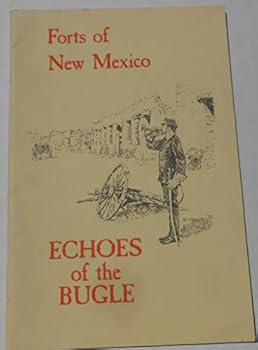 Forts of
New Mexico
ECHOES
of the
BUGLE